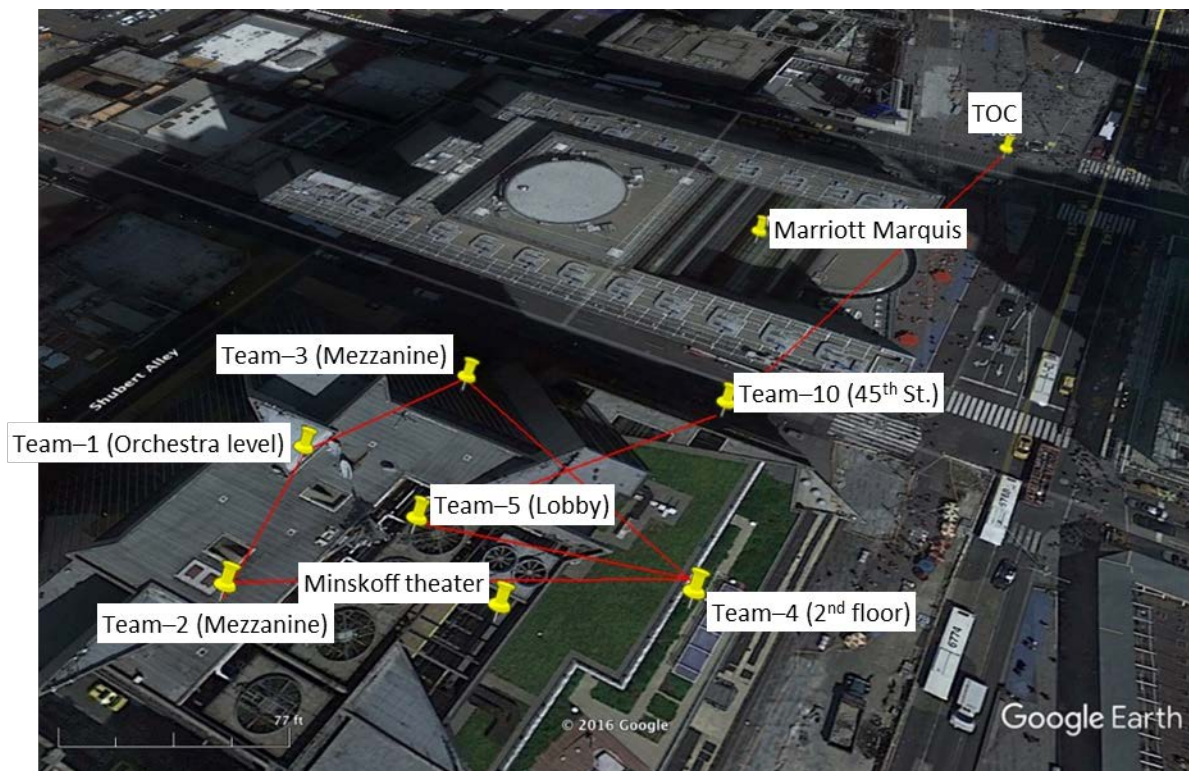 TOC
Marriott Marquis
Shubert Alley
Team–3 (Mezzanine)
Team–10 (45th St.)
Team–1 (Orchestra level)
Team–5 (Lobby)
Minskoff theater
Team–4 (2nd floor)
Team–2 (Mezzanine)
6774
77 ft
© 2016 Google
Google Earth